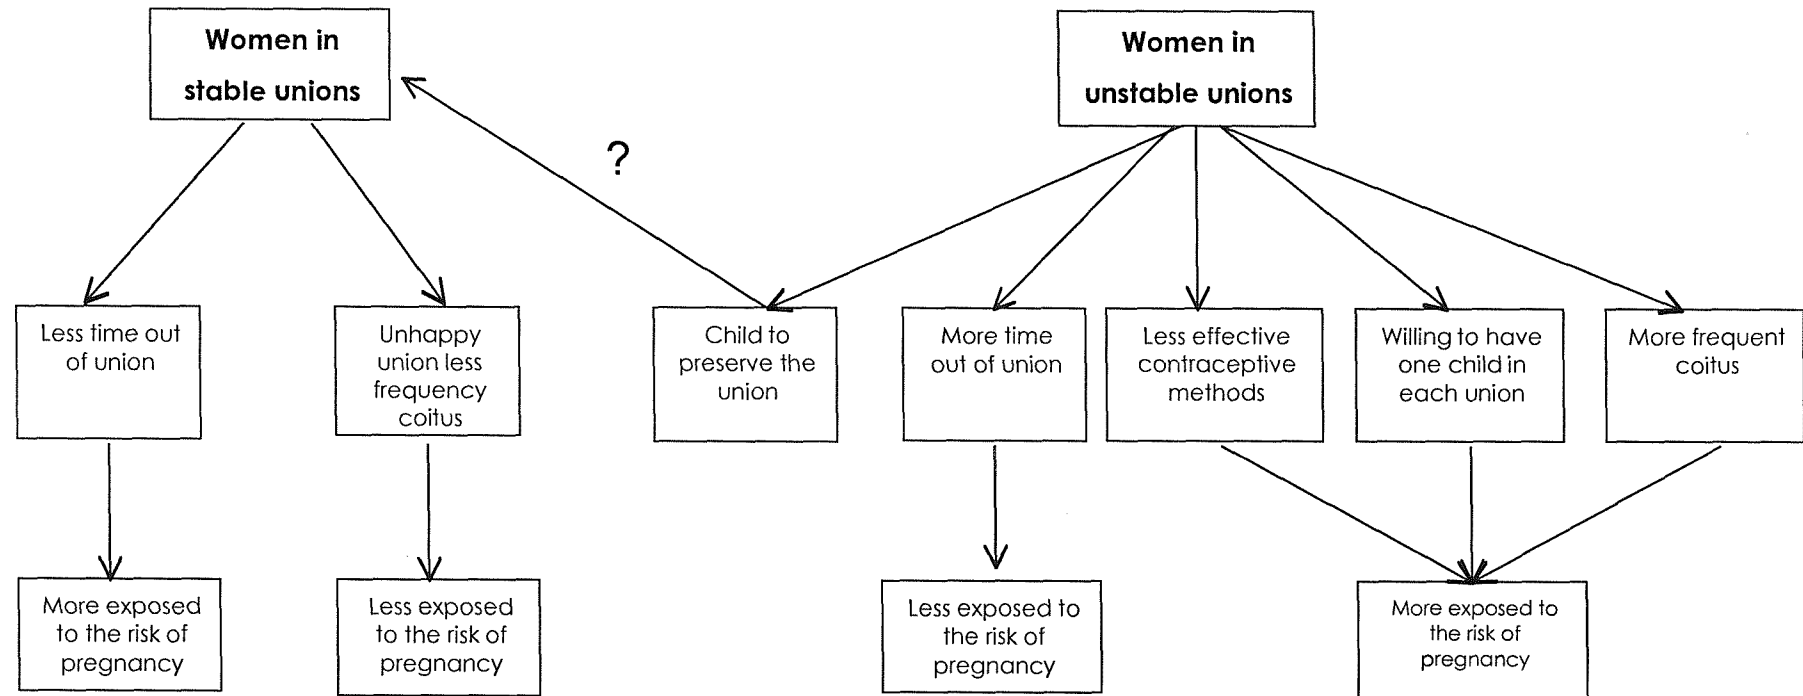 Women in
stable unions
Women in
unstable unions
?
Less time out
of union
Unhappy
union less
frequency
coitus
Child to
preserve the
union
More time
out of union
Less effective
contraceptive
methods
Willing to have
one child in
each union
More frequent
coitus
More exposed
to the risk of
pregnancy
Less exposed
to the risk of
pregnancy
Less exposed to
the risk of
pregnancy
More exposed to
the risk of
pregnancy